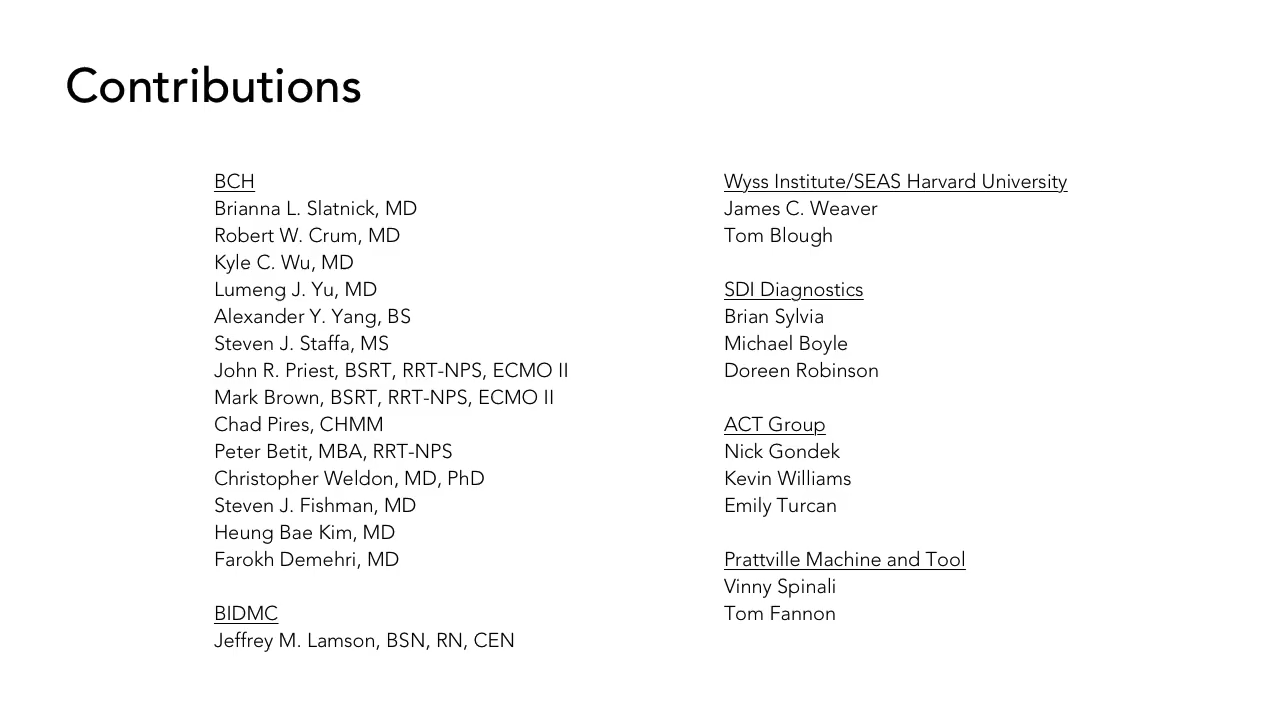 Contributions
BCH
Brianna L. Slatnick, MD
Robert W. Crum, MD
Kyle C. Wu, MD
Lumeng J. Yu, MD
Alexander Y. Yang, BS
Steven J. Staffa, MS
John R. Priest, BSRT, RRT-NPS, ECMO II
Mark Brown, BSRT, RRT-NPS, ECMO II
Chad Pires, CHMM
Peter Betit, MBA, RRT-NPS
Christopher Weldon, MD, PhD
Steven J. Fishman, MD
Heung Bae Kim, MD
Farokh Demehri, MD
BIDMC
Jeffrey M. Lamson, BSN, RN, CEN
Wyss Institute/SEAS Harvard University
James C. Weaver
Tom Blough
SDI Diagnostics
Brian Sylvia
Michael Boyle
Doreen Robinson
ACT Group
Nick Gondek
Kevin Williams
Emily Turcan
Prattville Machine and Tool
Vinny Spinali
Tom Fannon